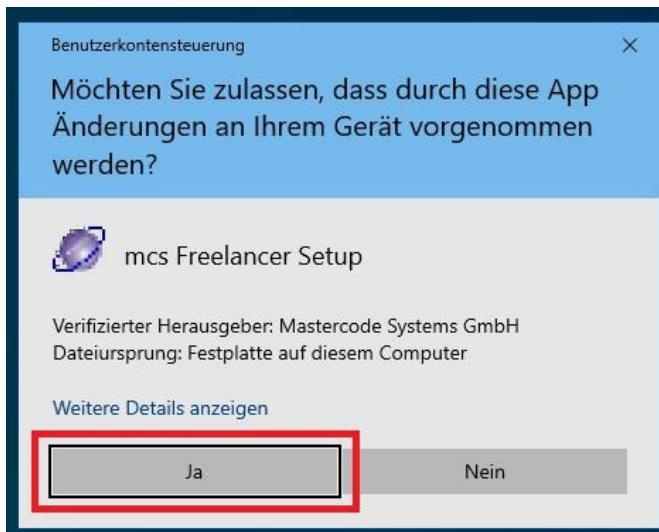 Benutzerkontensteuerung
Möchten Sie zulassen, dass durch diese App
Änderungen an Ihrem Gerät vorgenommen
werden?
mcs Freelancer Setup
Verifizierter Herausgeber: Mastercode Systems GmbH
Dateiursprung: Festplatte auf diesem Computer
Weitere Details anzeigen
Ja
Nein